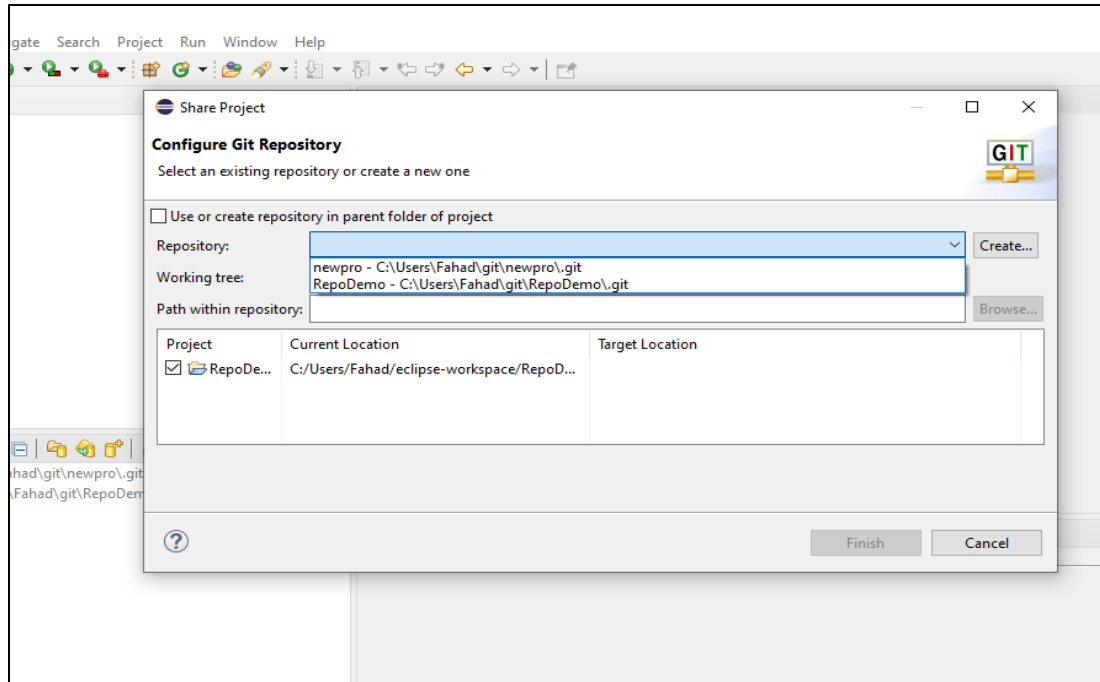 igate Search Project Run Window Help
Share Project
Configure Git Repository
Select an existing repository or create a new one
GIT
Use or create repository in parent folder of project
Repository:
Create...
newpro - C:\Users\Fahad\git\newpro\.git
Working tree:
RepoDemo - C:\Users\Fahad\git\RepoDemo\.git
Path within repository:
Browse...
Project Current Location Target Location
RepoDe... C:/Users/Fahad/eclipse-workspace/RepoD...
ahad\git\newpro\.git
\Fahad\git\RepoDem
?
Finish
Cancel